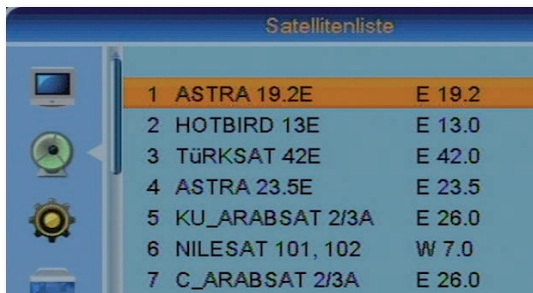 Satellitenliste
1 ASTRA 19.2E E 19.2
2 HOTBIRD 13E E 13.0
3 TüRKSAT 42E E 42.0
4 ASTRA 23.5E E 23.5
5 KU_ARABSAT 2/3A E 26.0
6 NILESAT 101, 102 W 7.0
7 C_ARABSAT 2/3A E 26.0